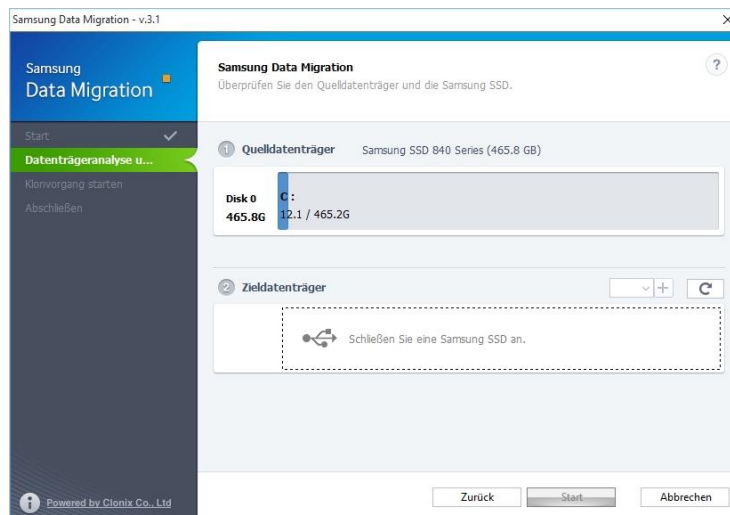 Samsung Data Migration - v.3.1
Samsung
Data Migration
Samsung Data Migration
Überprüfen Sie den Quelldatenträger und die Samsung SSD.
?
Start
Datenträgeranalyse u...
Klonvorgang starten
Abschließen
1 Quelldatenträger Samsung SSD 840 Series (465.8 GB)
Disk 0
465.8G
C :
12.1 / 465.2G
2 Zieldatenträger
Schließen Sie eine Samsung SSD an.
Powered by Clonix Co., Ltd
Zurück
Start
Abbrechen